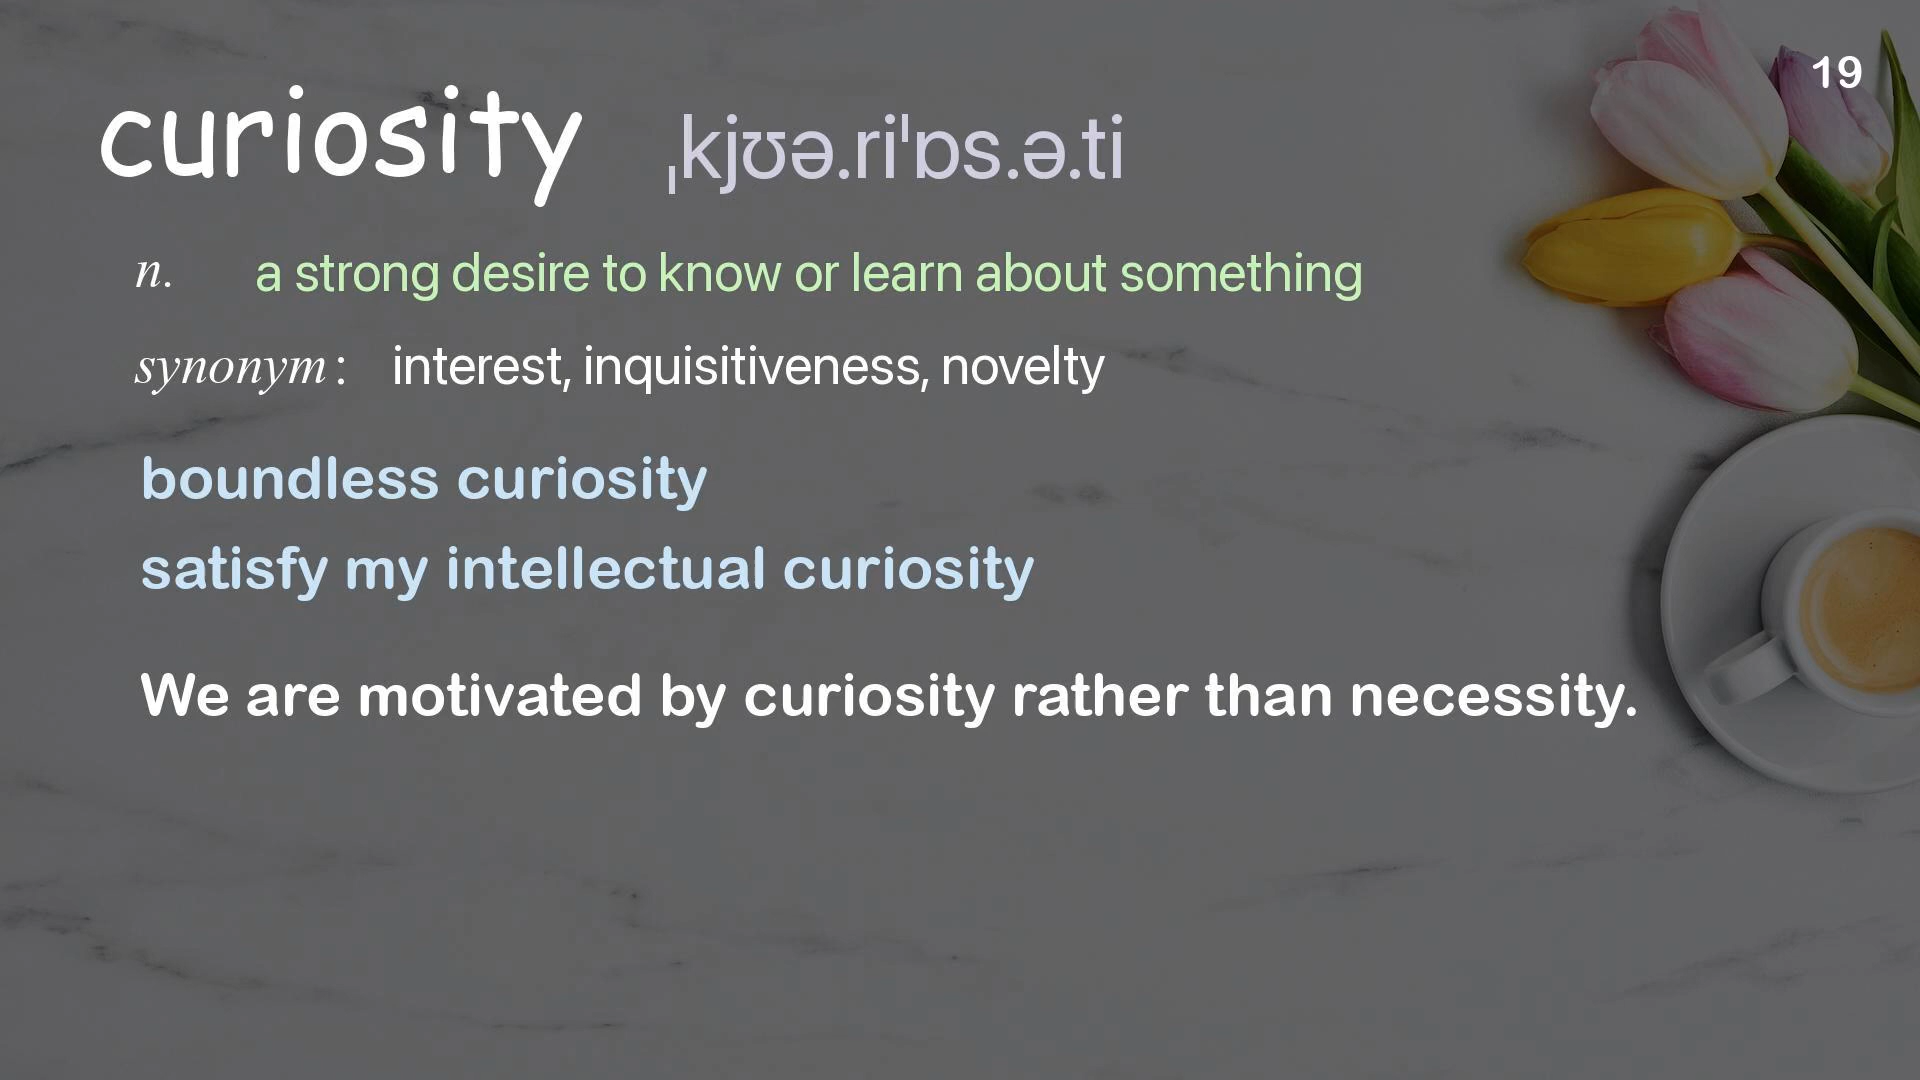 19
curiosity ˌkjʊə.riˈɒs.ə.ti
n. a strong desire to know or learn about something
synonym: interest, inquisitiveness, novelty
boundless curiosity
satisfy my intellectual curiosity
We are motivated by curiosity rather than necessity.